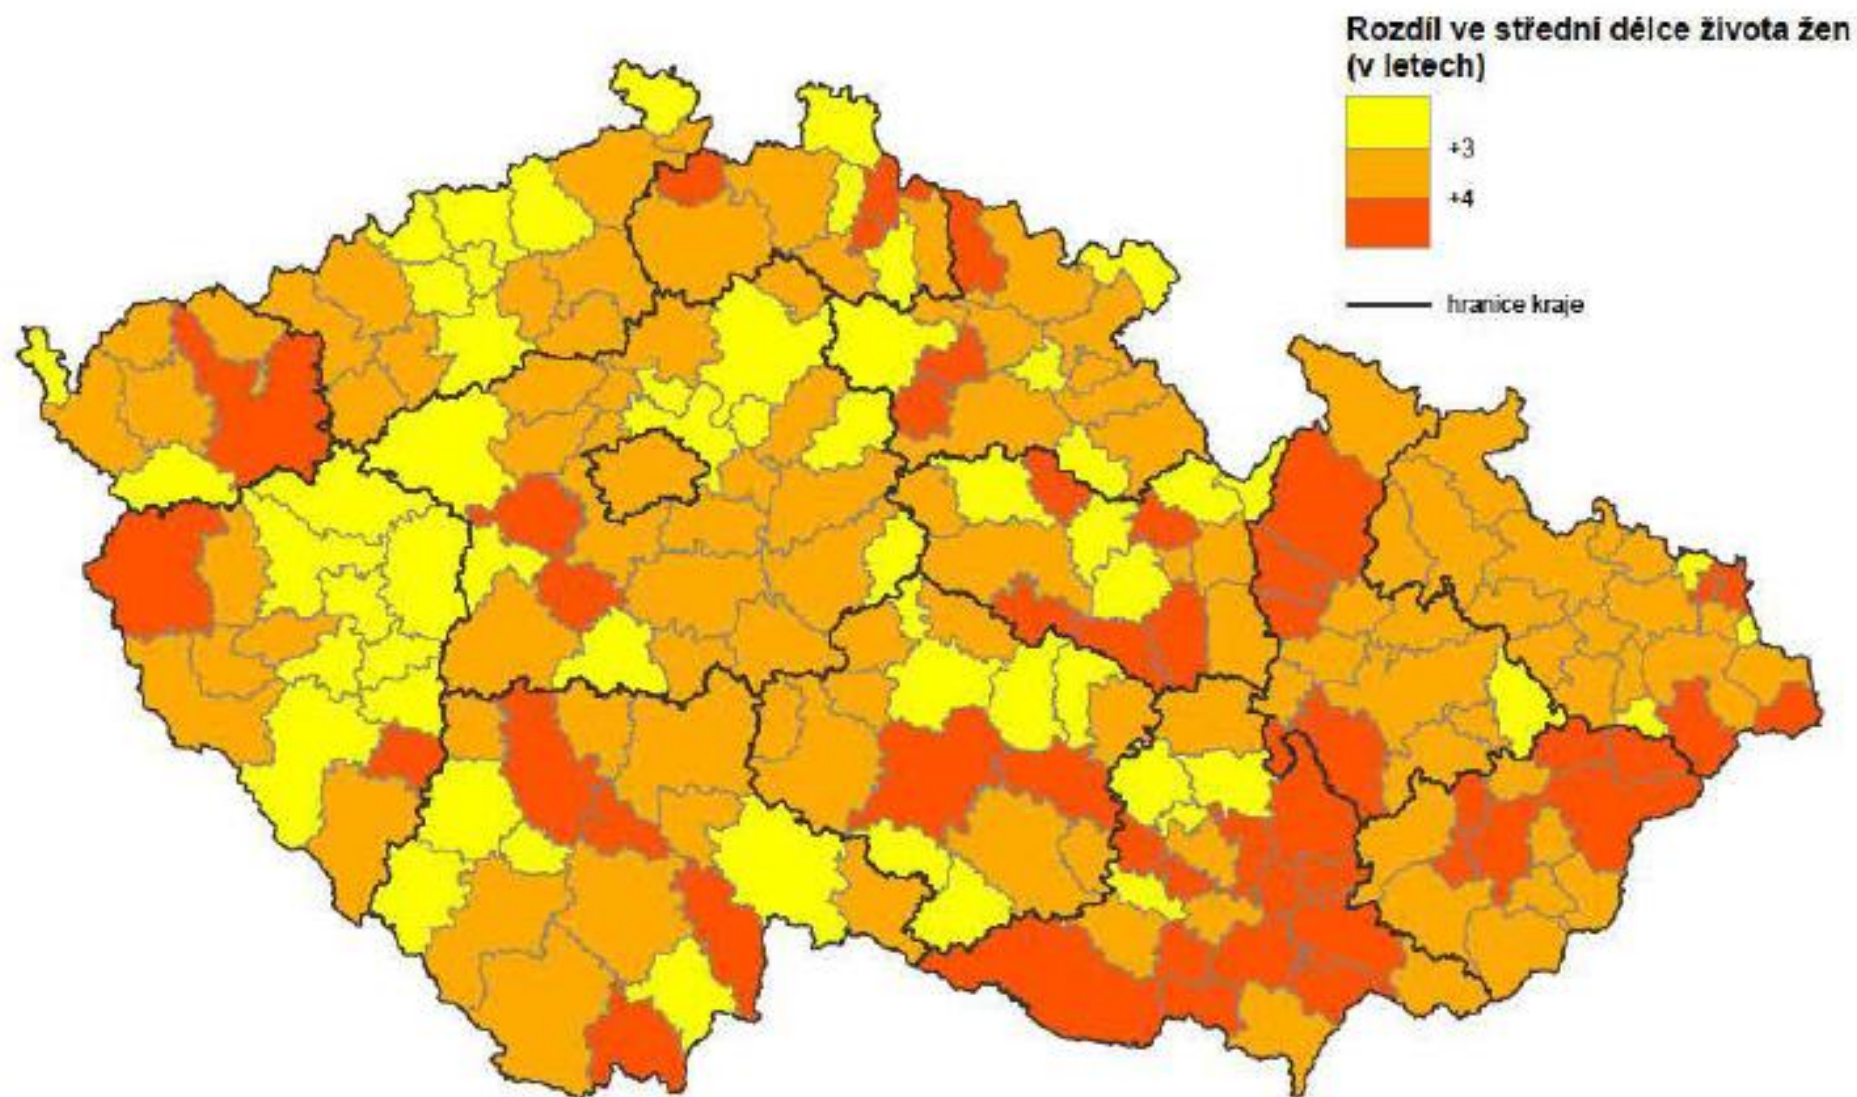 Rozdíl ve střední délce života žen
(v letech)
+3
+4
hranice kraje